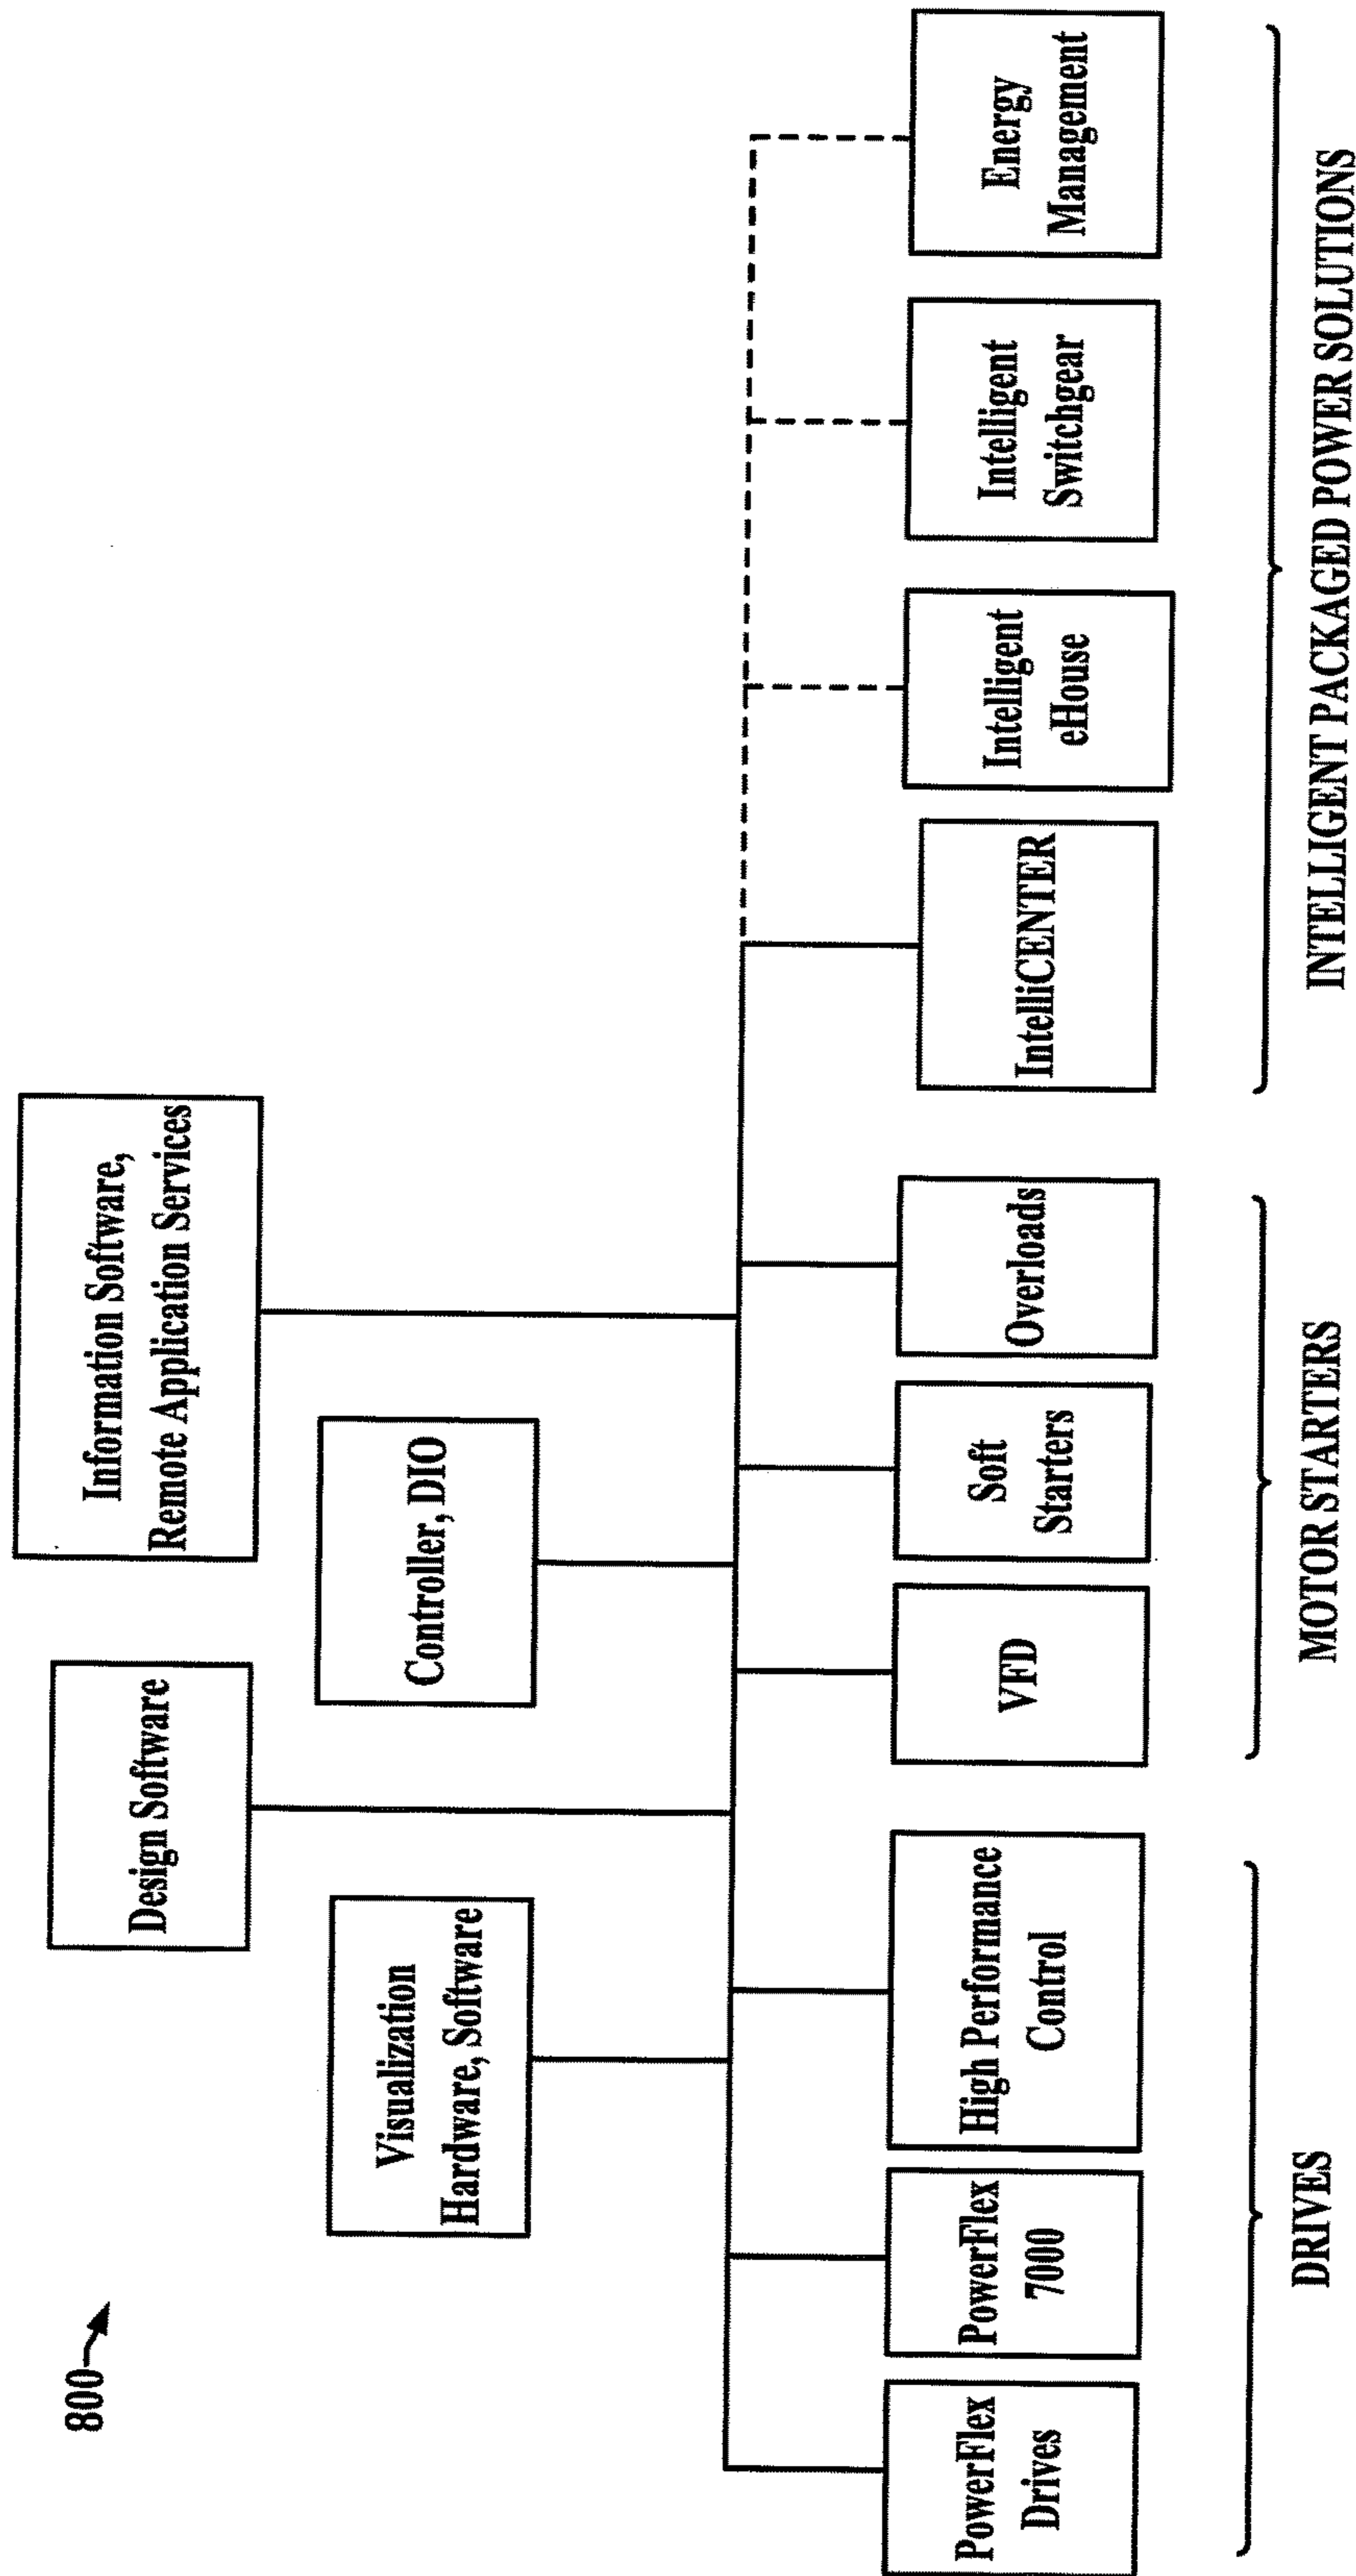 800
Design Software
Information Software,
Remote Application Services
Visualization
Hardware, Software
Controller, DIO
PowerFlex
Drives
PowerFlex
7000
High Performance
Control
VFD
Soft
Starters
Overloads
IntelliCENTER
Intelligent
eHouse
Intelligent
Switchgear
Energy
Management
DRIVES
MOTOR STARTERS
INTELLIGENT PACKAGED POWER SOLUTIONS